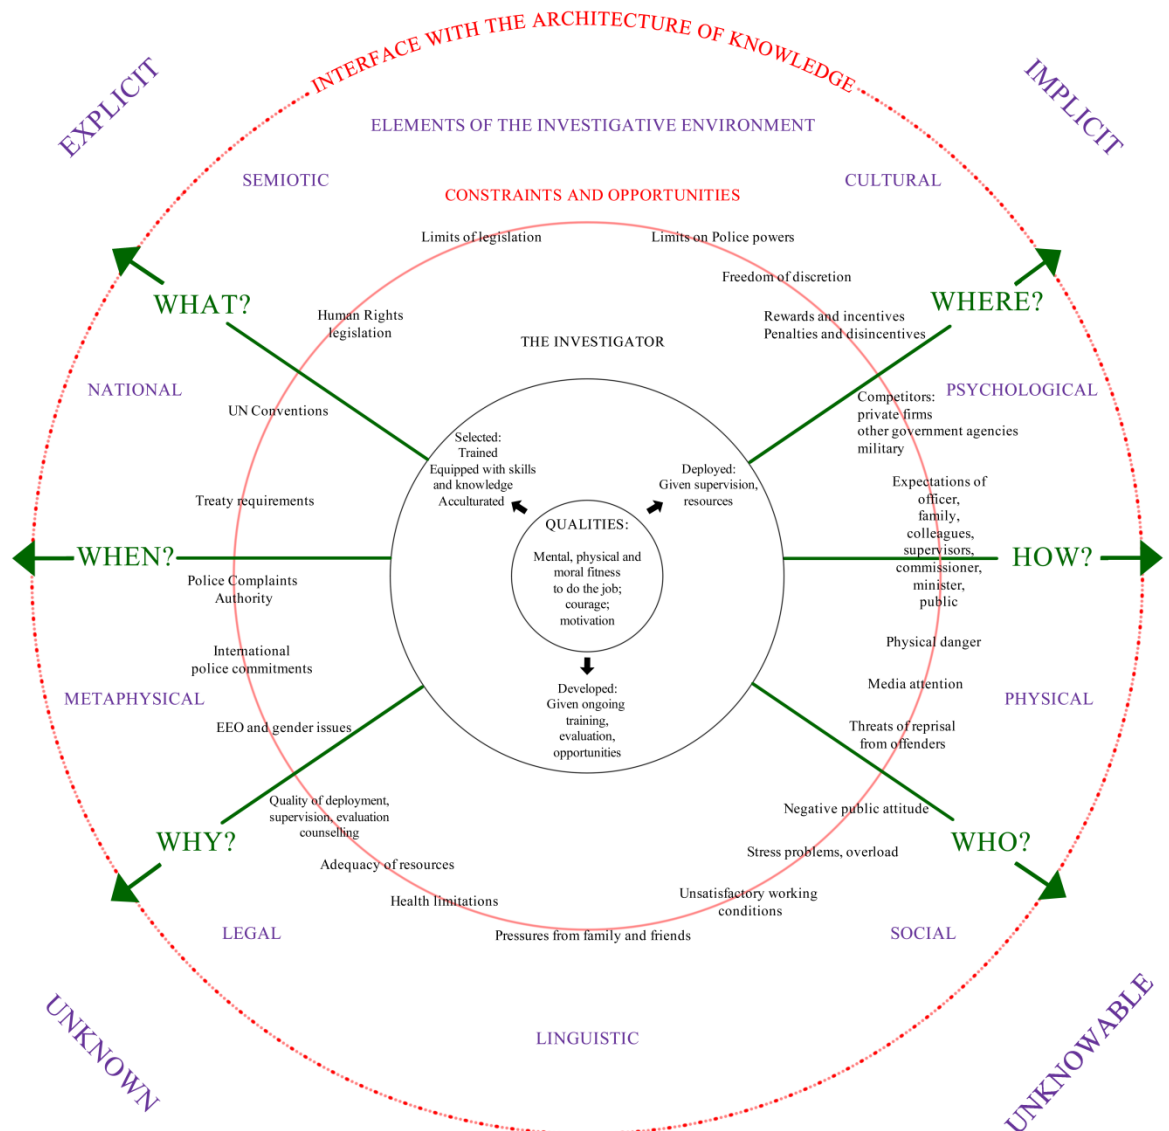 INTERFACE WITH THE ARCHITECTURE OF KNOWLEDGE
EXPLICIT
IMPLICIT
ELEMENTS OF THE INVESTIGATIVE ENVIRONMENT
SEMIOTIC
CULTURAL
CONSTRAINTS AND OPPORTUNITIES
Limits of legislation
Limits on Police powers
Freedom of discretion
WHAT?
WHERE?
Human Rights
legislation
Rewards and incentives
Penalties and disincentives
THE INVESTIGATOR
NATIONAL
PSYCHOLOGICAL
UN Conventions
Competitors:
private firms
other government agencies
military
Selected:
Trained
Equipped with skills
and knowledge
Acculturated
Deployed:
Given supervision,
resources
Treaty requirements
Expectations of
officer,
family,
colleagues,
supervisors,
commissioner,
minister,
public
QUALITIES:
Mental, physical and
moral fitness
to do the job;
courage;
motivation
WHEN?
HOW?
Police Complaints
Authority
International
police commitments
Physical danger
METAPHYSICAL
Media attention
PHYSICAL
Developed:
Given ongoing
training,
evaluation,
opportunities
EEO and gender issues
Threats of reprisal
from offenders
Quality of deployment,
supervision, evaluation
counselling
Negative public attitude
WHY?
WHO?
Adequacy of resources
Stress problems, overload
Health limitations
Unsatisfactory working
conditions
Pressures from family and friends
LEGAL
SOCIAL
LINGUISTIC
UNKNOWN
UNKNOWABLE